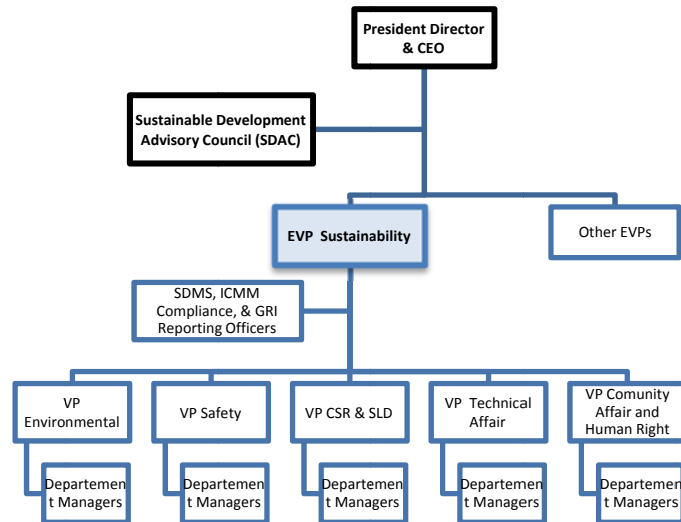 President Director
& CEO
Sustainable Development
Advisory Council (SDAC)
EVP Sustainability
Other EVPs
SDMS, ICMM
Compliance, & GRI
Reporting Officers
VP
Environmental
VP Safety
VP CSR & SLD
VP Technical
Affair
VP Comunity
Affair and
Human Right
Departemen
t Managers
Departemen
t Managers
Departemen
t Managers
Departemen
t Managers
Departemen
t Managers